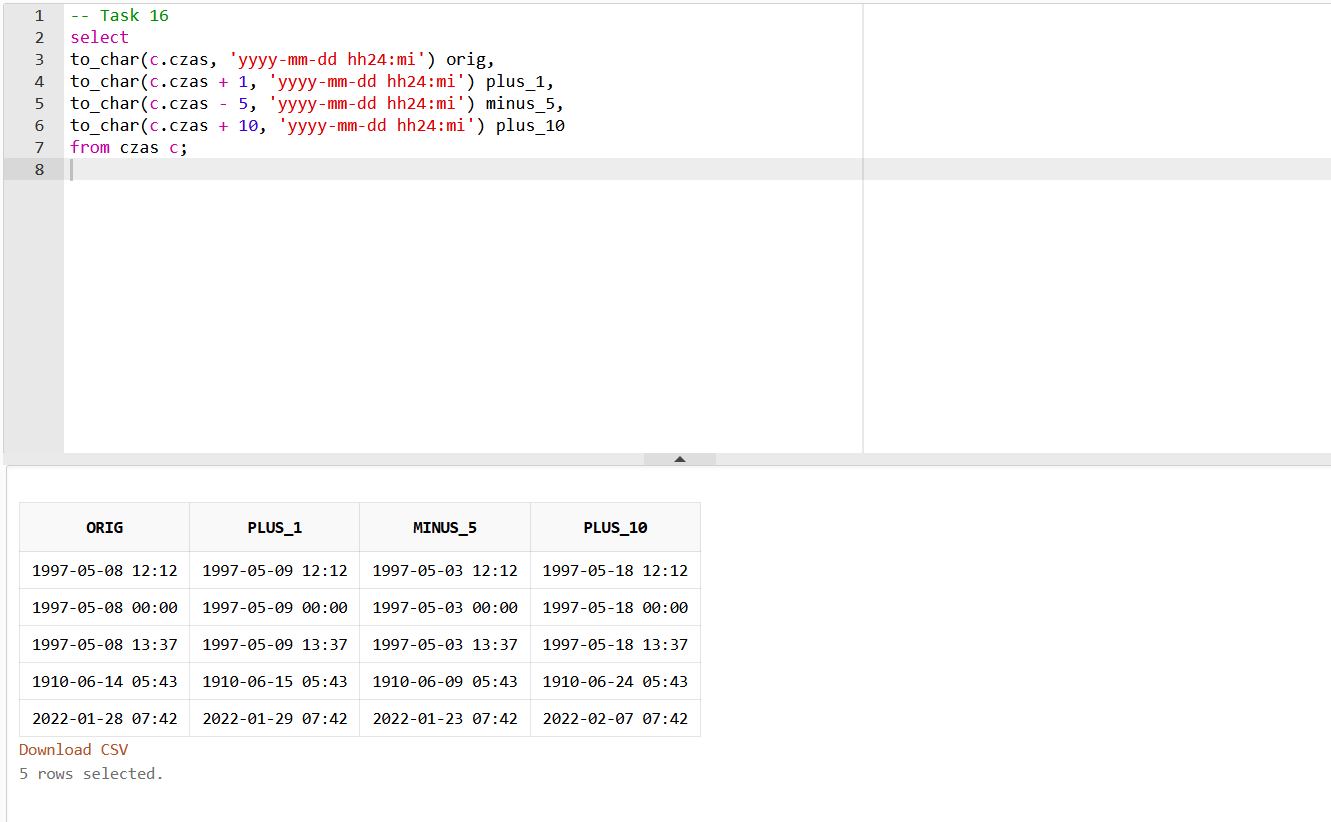 1 -- Task 16
2 select
3 to_char(c.czas, 'yyyy-mm-dd hh24:mi') orig,
4 to_char(c.czas + 1, 'yyyy-mm-dd hh24:mi') plus_1,
5 to_char(c.czas - 5, 'yyyy-mm-dd hh24:mi') minus_5,
6 to_char(c.czas + 10, 'yyyy-mm-dd hh24:mi') plus_10
7 from czas c;
8
ORIG PLUS_1 MINUS_5 PLUS_10
1997-05-08 12:12 1997-05-09 12:12 1997-05-03 12:12 1997-05-18 12:12
1997-05-08 00:00 1997-05-09 00:00 1997-05-03 00:00 1997-05-18 00:00
1997-05-08 13:37 1997-05-09 13:37 1997-05-03 13:37 1997-05-18 13:37
1910-06-14 05:43 1910-06-15 05:43 1910-06-09 05:43 1910-06-24 05:43
2022-01-28 07:42 2022-01-29 07:42 2022-01-23 07:42 2022-02-07 07:42
Download CSV
5 rows selected.